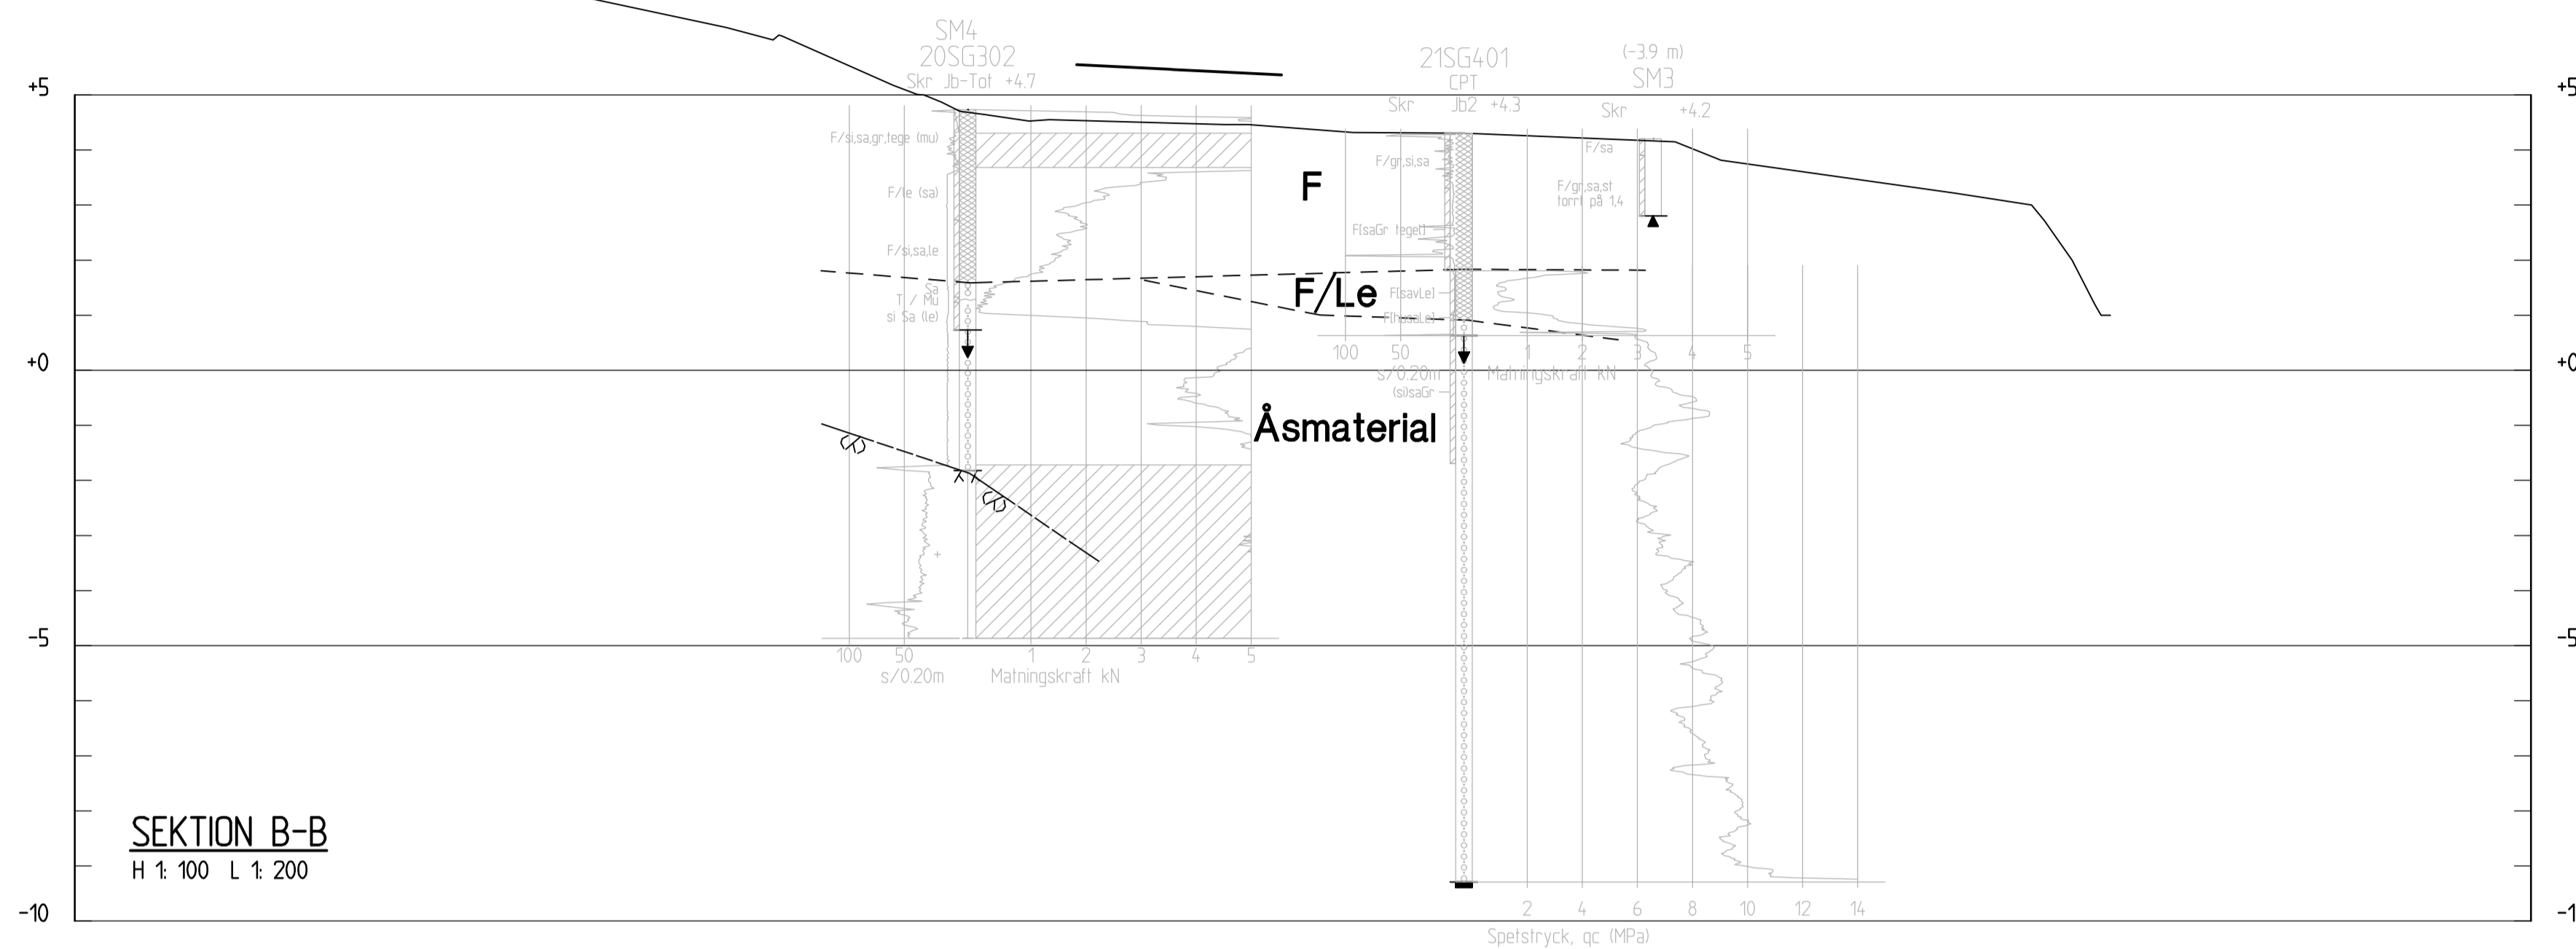 SM4
20SG302
Skr Jb-Tot +4.7
21SG401
CPT
Skr Jb2 +4.3
(-3.9 m)
SM3
Skr +4.2
+5
+5
F/si,sa,gr,tege (mu)
F/le (sa)
F/si,sa,le
Sa
T / Mu
si Sa (le)
F
F/gr,si,sa
F[saGr tegel]
F/sa
F/gr,sa,st
torrt på 1,4
F/Le
F[savLe]
F[husaLe]
+0
+0
100 50 1 2 3 4 5
s/0.20m Matningskraft kN
(si)saGr
Åsmaterial
(R)
(R)
-5
-5
100 50 1 2 3 4 5
s/0.20m Matningskraft kN
SEKTION B-B
H 1: 100 L 1: 200
-10
-1
2 4 6 8 10 12 14
Spetstryck, qc (MPa)